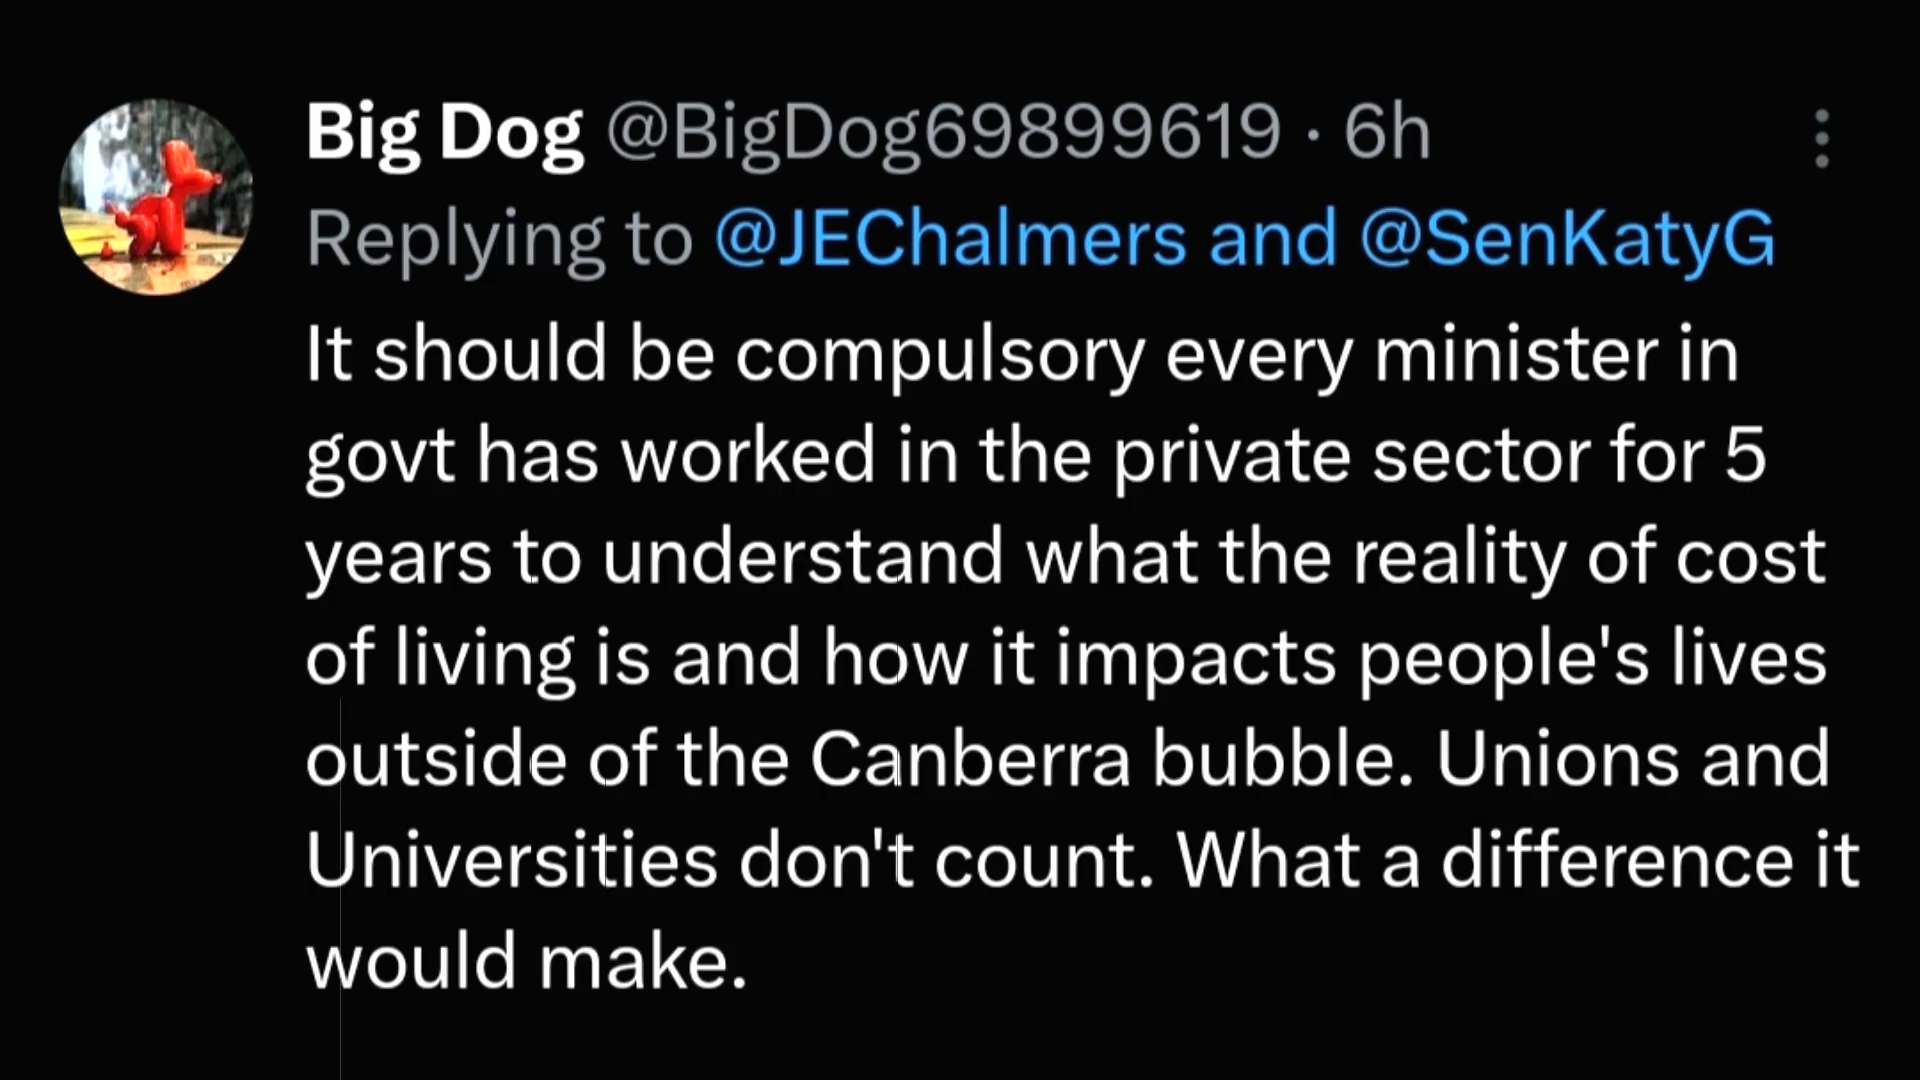 Big Dog @BigDog69899619 · 6h
Replying to @JEChalmers and @SenKatyG
It should be compulsory every minister in
govt has worked in the private sector for 5
years to understand what the reality of cost
of living is and how it impacts people's lives
outside of the Canberra bubble. Unions and
Universities don't count. What a difference it
would make.